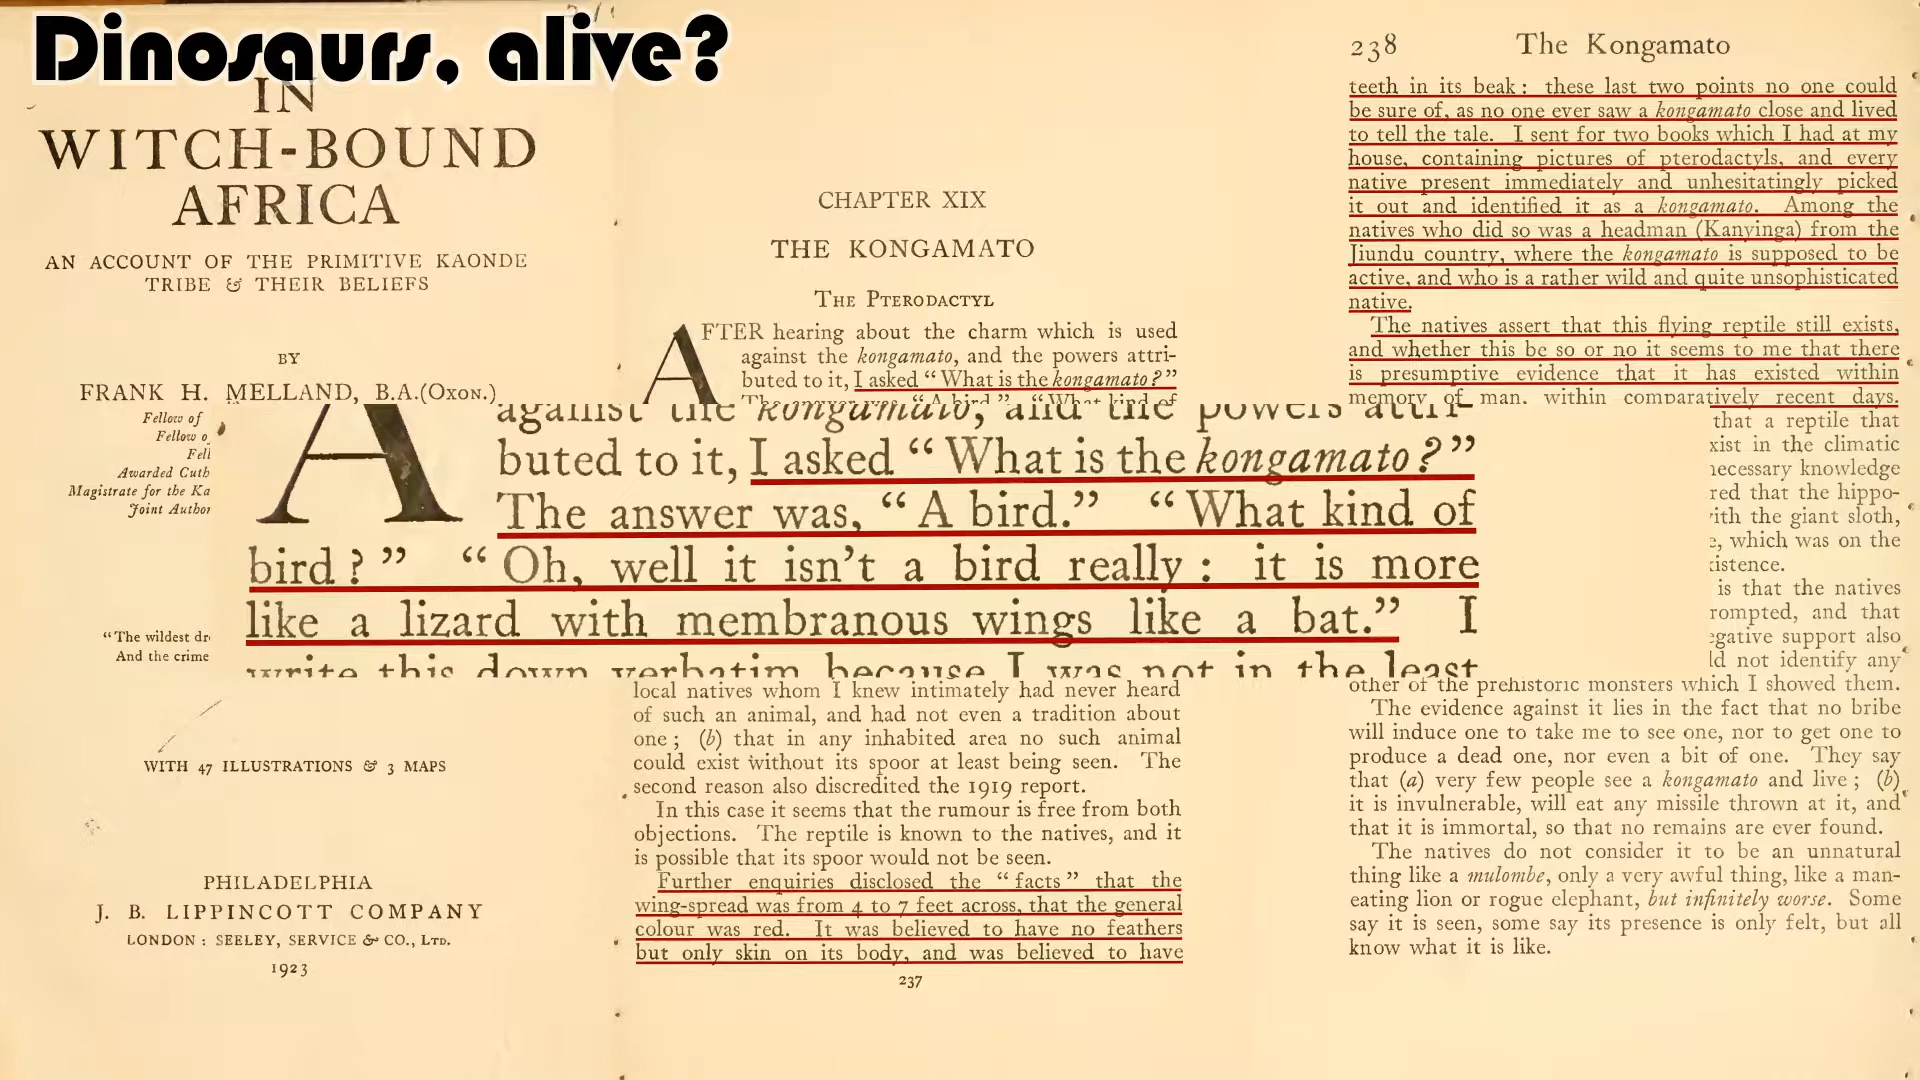 Dinosaurs, alive?
IN
WITCH-BOUND
AFRICA
AN ACCOUNT OF THE PRIMITIVE KAONDE
TRIBE & THEIR BELIEFS
BY
FRANK H. MELLAND, B.A.(Oxon.)
Fellow of
Fellow o
Fell
Awarded Cuth
Magistrate for the Ka
Joint Author
"The wildest dr
And the crime
WITH 47 ILLUSTRATIONS & 3 MAPS
PHILADELPHIA
J. B. LIPPINCOTT COMPANY
LONDON : SEELEY, SERVICE & CO., LTD.
1923
CHAPTER XIX
THE KONGAMATO
THE PTERODACTYL
AFTER hearing about the charm which is used
against the kongamato, and the powers attri-
buted to it, I asked "What is the kongamato?"
"A bird" "What kind of
against the kongamato, and the powers attri-
buted to it, I asked "What is the kongamato?"
The answer was, "A bird." "What kind of
bird?" "Oh, well it isn't a bird really: it is more
like a lizard with membranous wings like a bat." I
write this down verbatim because I was not in the least
local natives whom I knew intimately had never heard
of such an animal, and had not even a tradition about
one; (b) that in any inhabited area no such animal
could exist without its spoor at least being seen. The
second reason also discredited the 1919 report.
In this case it seems that the rumour is free from both
objections. The reptile is known to the natives, and it
is possible that its spoor would not be seen.
Further enquiries disclosed the "facts" that the
wing-spread was from 4 to 7 feet across, that the general
colour was red. It was believed to have no feathers
but only skin on its body, and was believed to have
237
238 The Kongamato
teeth in its beak: these last two points no one could
be sure of, as no one ever saw a kongamato close and lived
to tell the tale. I sent for two books which I had at my
house, containing pictures of pterodactyls, and every
native present immediately and unhesitatingly picked
it out and identified it as a kongamato. Among the
natives who did so was a headman (Kanyinga) from the
Jiundu country, where the kongamato is supposed to be
active, and who is a rather wild and quite unsophisticated
native.
The natives assert that this flying reptile still exists,
and whether this be so or no it seems to me that there
is presumptive evidence that it has existed within
memory of man, within comparatively recent days.
that a reptile that
xist in the climatic
necessary knowledge
red that the hippo-
ith the giant sloth,
e, which was on the
istence.
is that the natives
rompted, and that
egative support also
ld not identify any
other of the prehistoric monsters which I showed them.
The evidence against it lies in the fact that no bribe
will induce one to take me to see one, nor to get one to
produce a dead one, nor even a bit of one. They say
that (a) very few people see a kongamato and live; (b)
it is invulnerable, will eat any missile thrown at it, and
that it is immortal, so that no remains are ever found.
The natives do not consider it to be an unnatural
thing like a mulombe, only a very awful thing, like a man-
eating lion or rogue elephant, but infinitely worse. Some
say it is seen, some say its presence is only felt, but all
know what it is like.